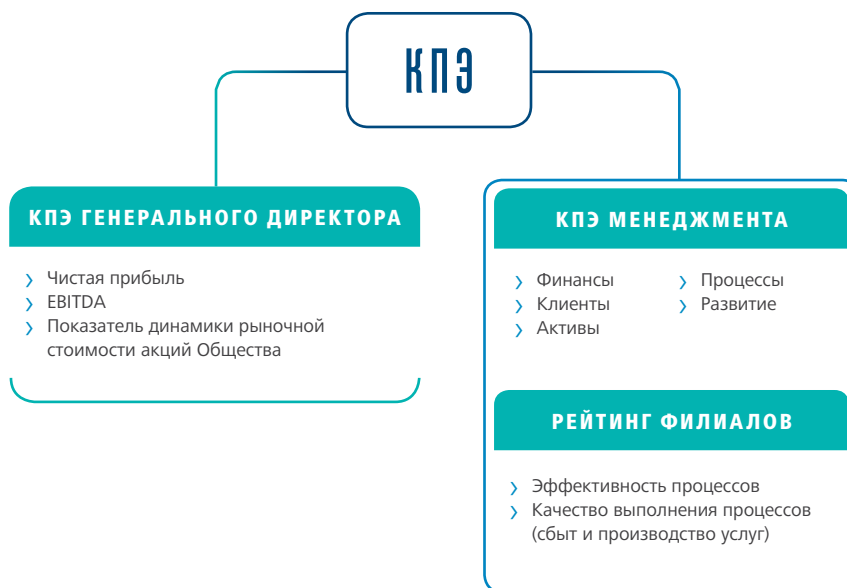 КПЭ
КПЭ ГЕНЕРАЛЬНОГО ДИРЕКТОРА
Чистая прибыль
EBITDA
Показатель динамики рыночной
стоимости акций Общества
КПЭ МЕНЕДЖМЕНТА
Финансы
Клиенты
Активы
Процессы
Развитие
РЕЙТИНГ ФИЛИАЛОВ
Эффективность процессов
Качество выполнения процессов
(сбыт и производство услуг)